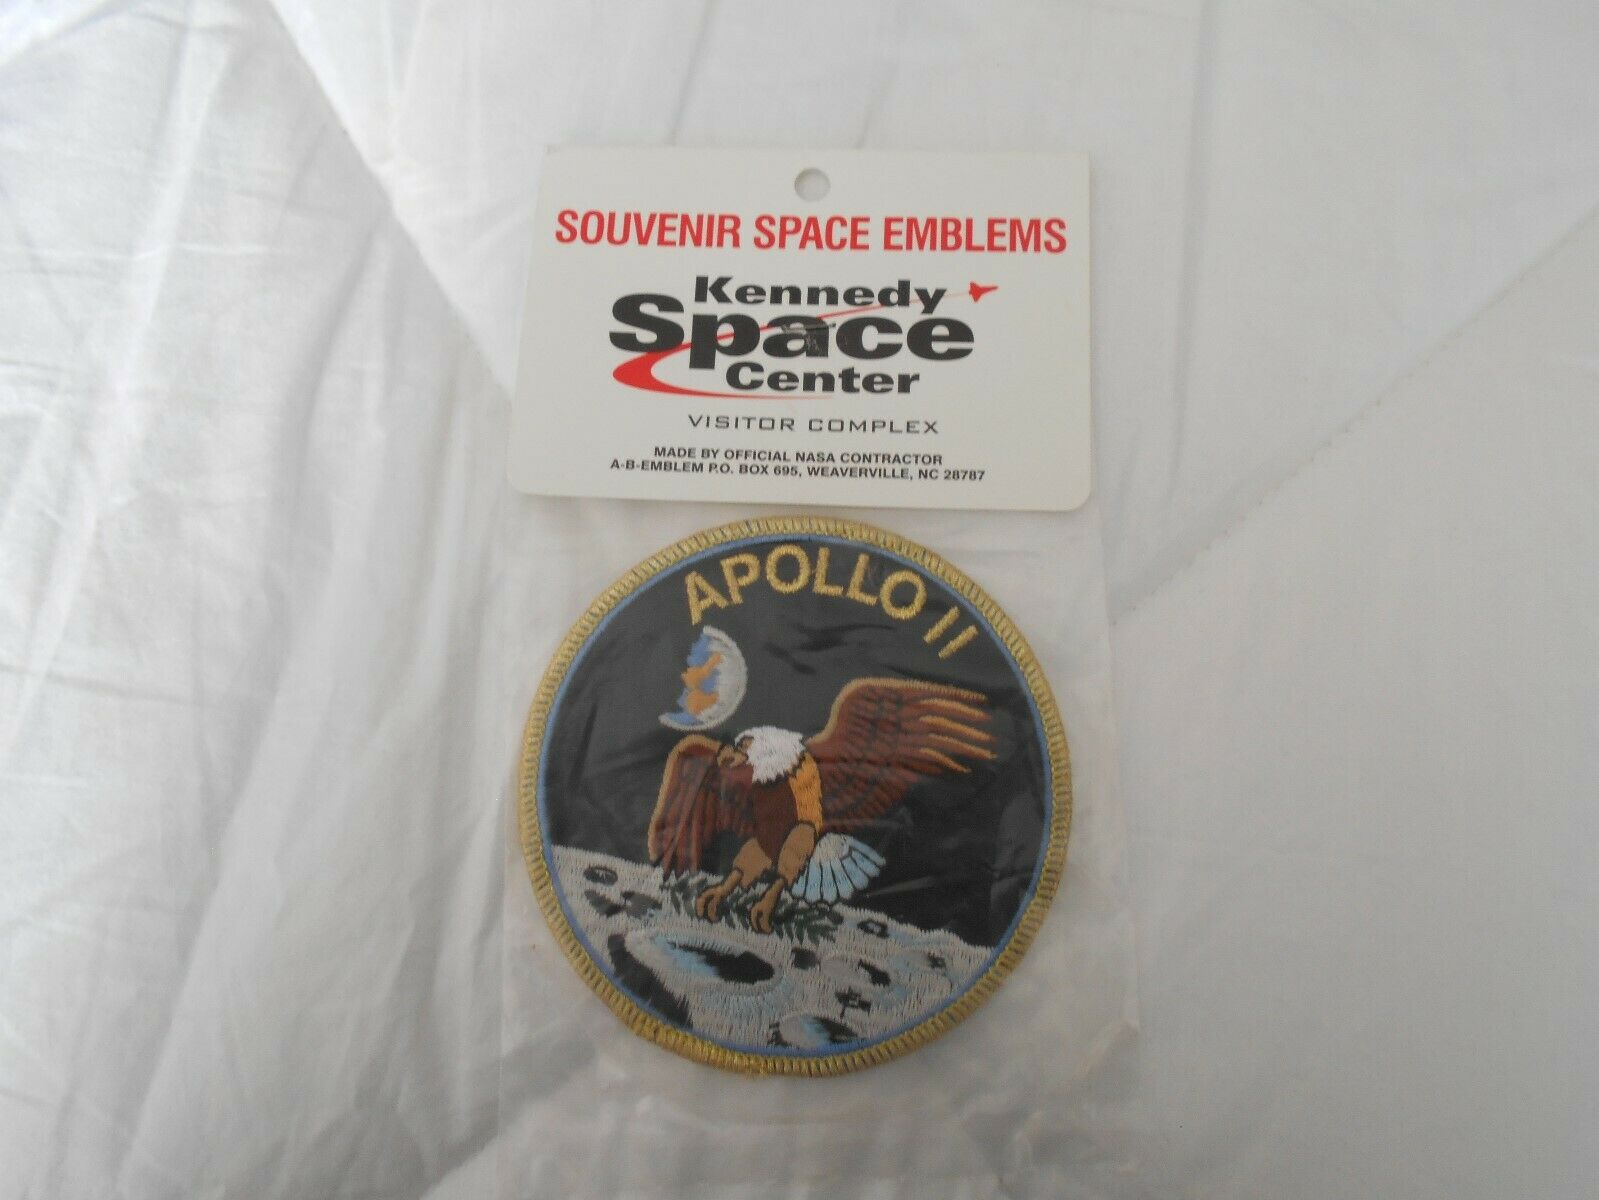 SOUVENIR SPACE EMBLEMS
Kennedy
Space
Center
VISITOR COMPLEX
MADE BY OFFICIAL NASA CONTRACTOR
A-B-EMBLEM P.O. BOX 695, WEAVERVILLE, NC 28787
APOLLO 11